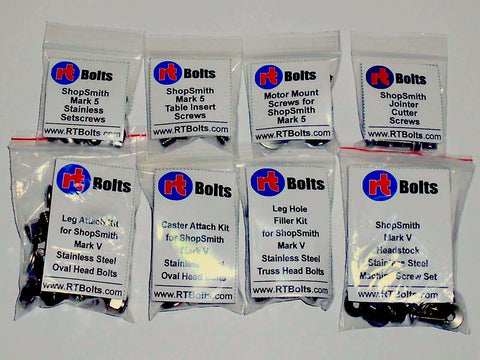 rt Bolts
ShopSmith
Mark 5
Stainless
Setscrews
www.RTBolts.com
rt Bolts
ShopSmith
Mark 5
Table Insert
Screws
www.RTBolts.com
rt Bolts
Motor Mount
Screws for
ShopSmith
Mark 5
www.RTBolts.com
rt Bolts
ShopSmith
Jointer
Cutter
Screws
www.RTBolts.com
rt Bolts
Leg Attach Kit
for ShopSmith
Mark V
Stainless Steel
Oval Head Bolts
www.RTBolts.com
rt Bolts
Caster Attach Kit
for ShopSmith
Mark V
Stainless Steel
Oval Head Bolts
www.RTBolts.com
rt Bolts
Leg Hole
Filler Kit
for ShopSmith
Mark V
Stainless Steel
Truss Head Bolts
www.RTBolts.com
rt Bolts
ShopSmith
Mark V
Headstock
Stainless Steel
Machine Screw Set
www.RTBolts.com